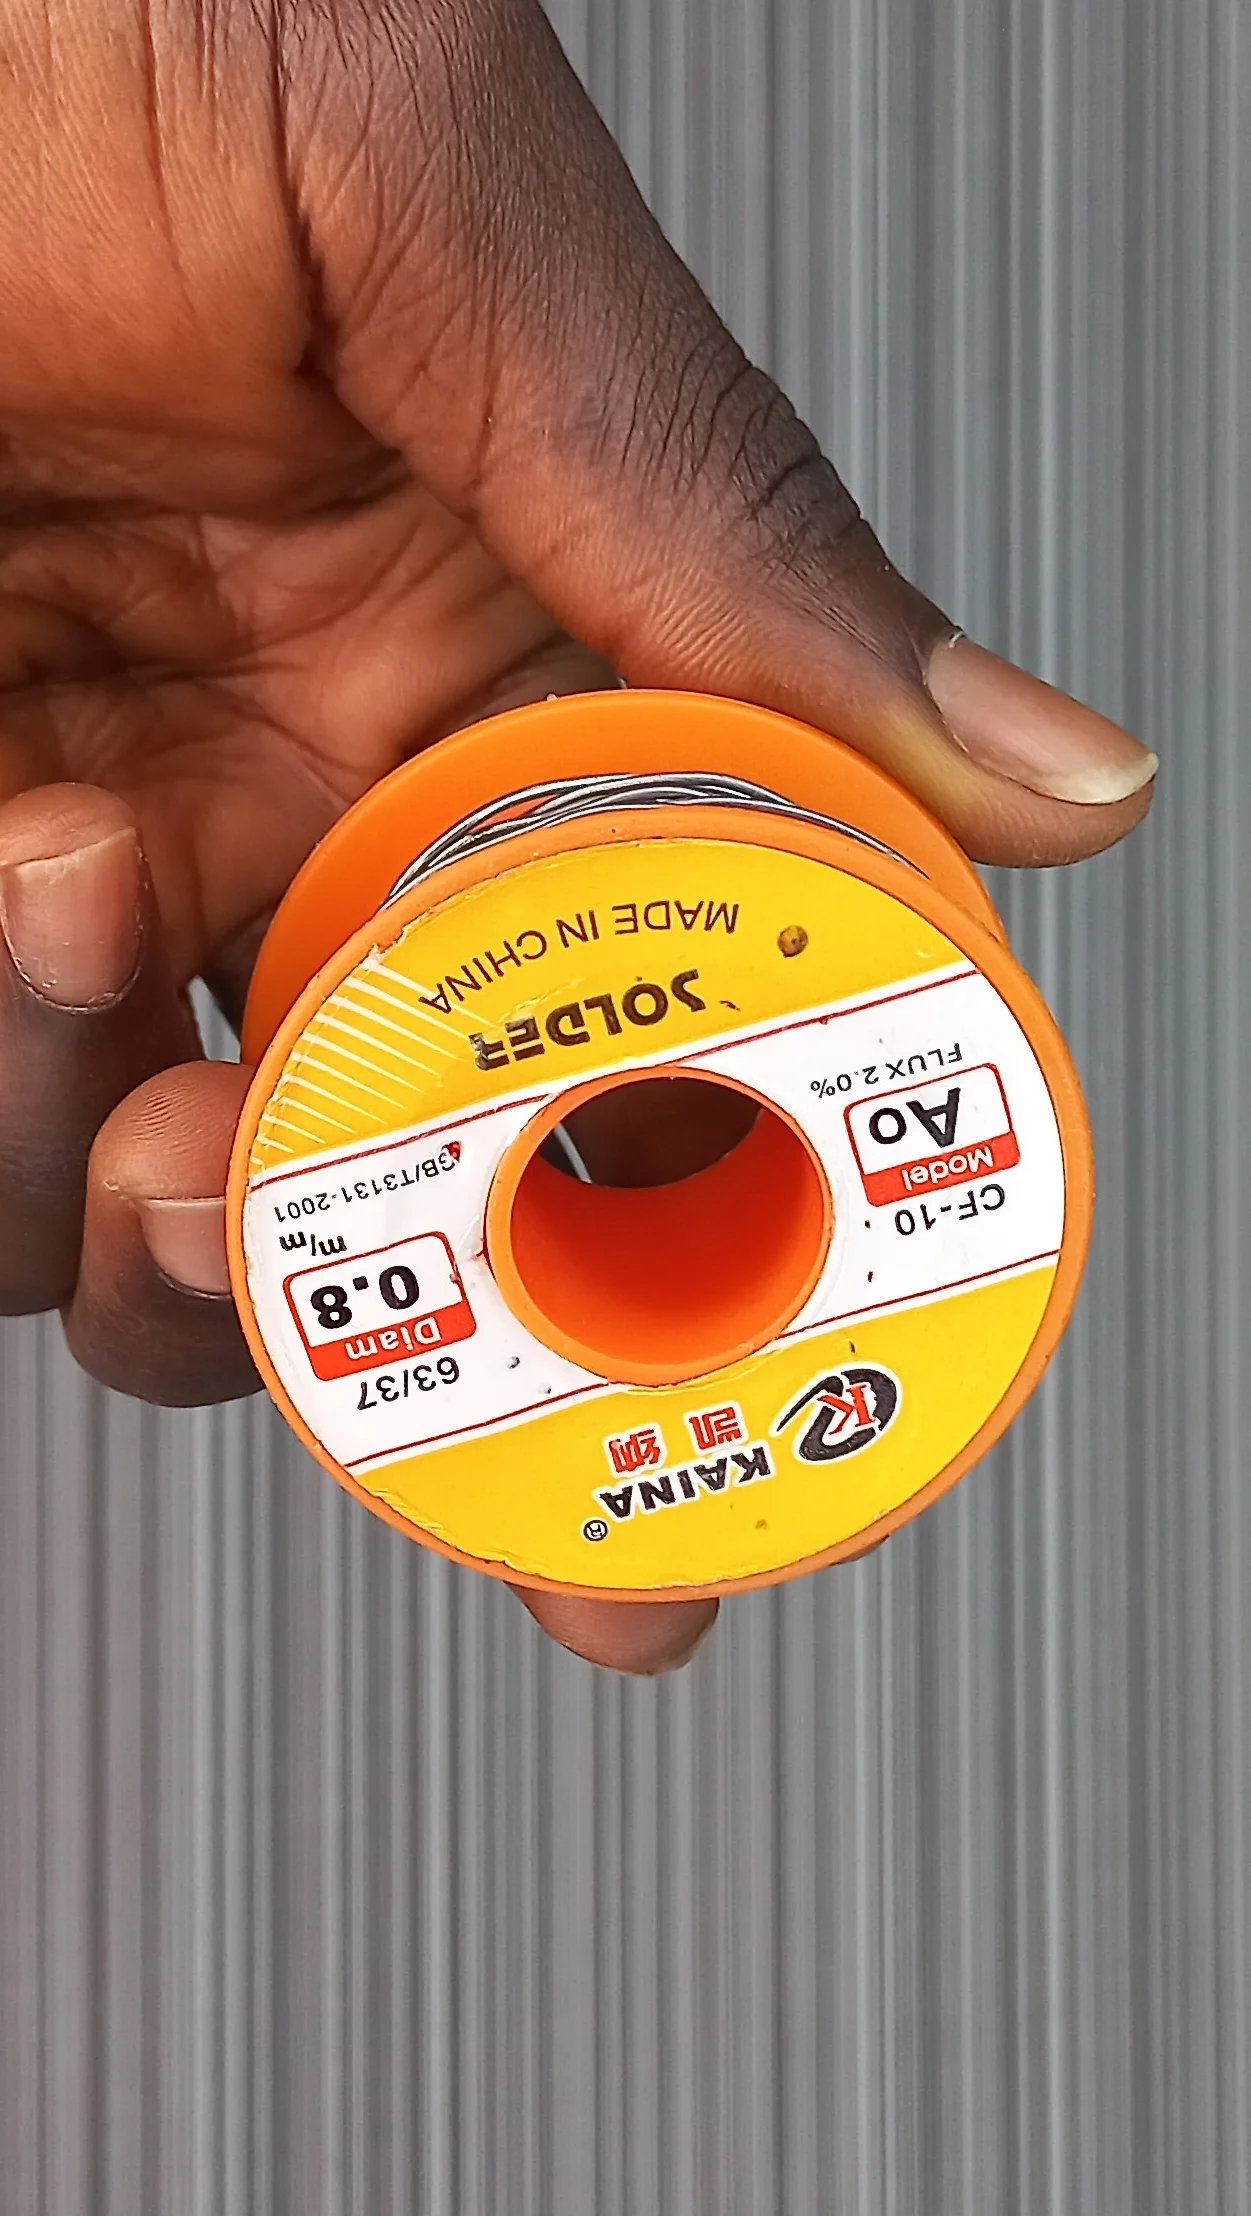 K
KAINA®
凯纳
CF-10
Model
Ao
FLUX 2.0%
63/37
Diam
0.8
m/m
GB/T3131-2001
SOLDER
MADE IN CHINA